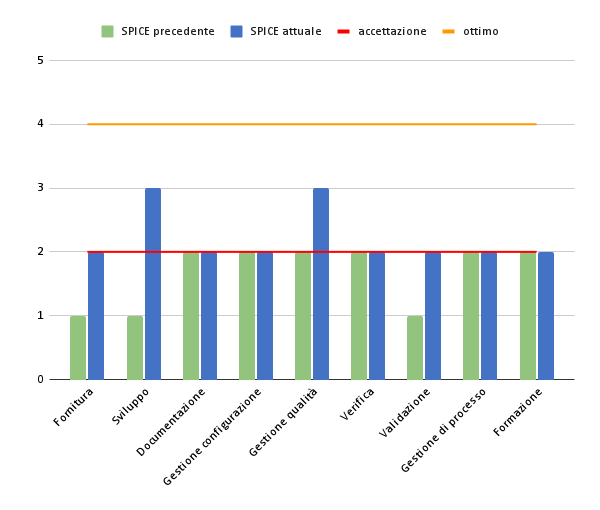 SPICE precedente SPICE attuale accettazione ottimo
5
4
3
2
1
0
Fornitura
Sviluppo
Documentazione
Gestione configurazione
Gestione qualità
Verifica
Validazione
Gestione di processo
Formazione